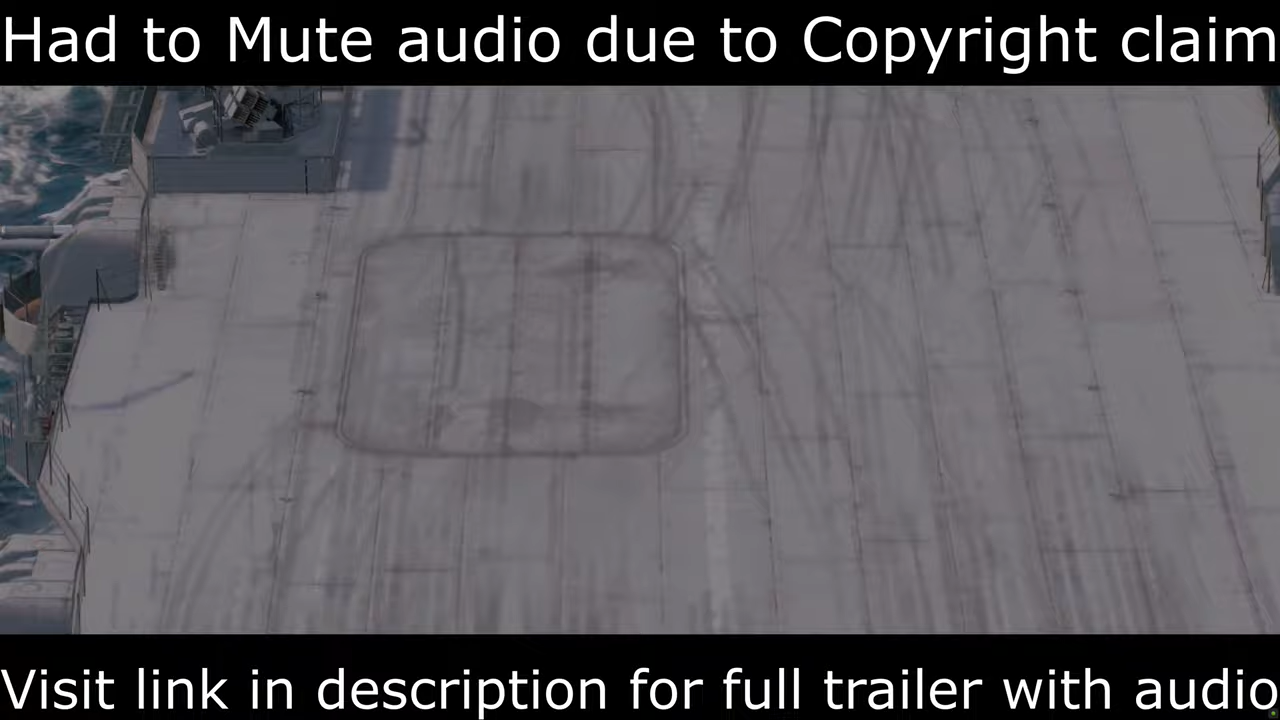 Had to Mute audio due to Copyright claim
Visit link in description for full trailer with audio